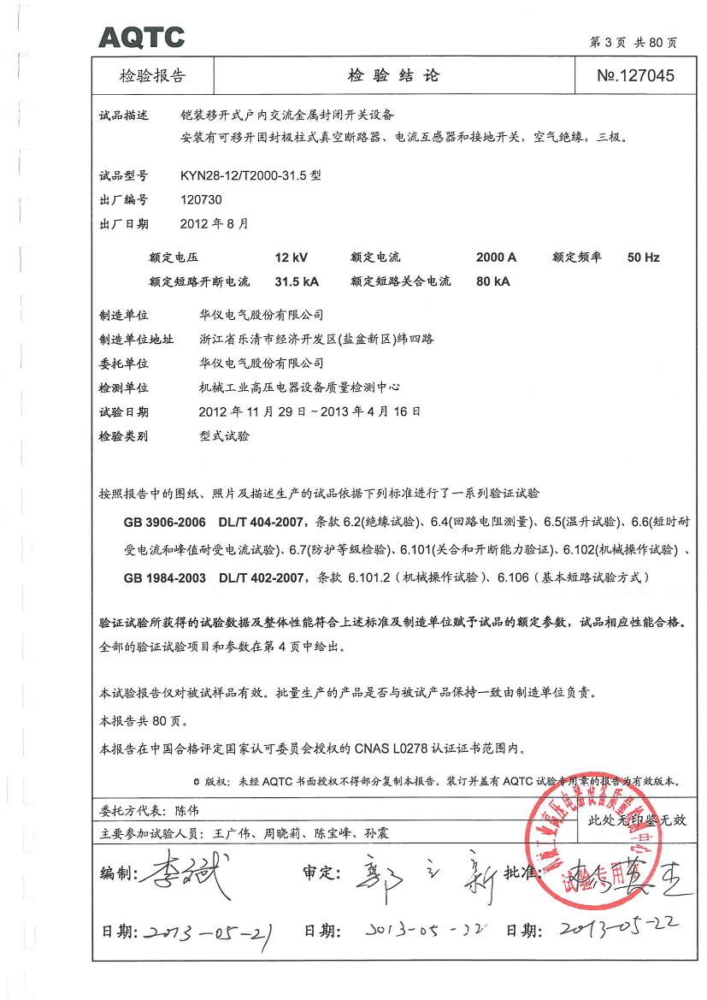 AQTC
第 3 页 共 80 页
检验报告 检 验 结 论 №.127045
试品描述 铠装移开式户内交流金属封闭开关设备
安装有可移开固封极柱式真空断路器、电流互感器和接地开关，空气绝缘，三极。
试品型号 KYN28-12/T2000-31.5 型
出厂编号 120730
出厂日期 2012 年 8 月
额定电压 12 kV 额定电流 2000 A 额定频率 50 Hz
额定短路开断电流 31.5 kA 额定短路关合电流 80 kA
制造单位 华仪电气股份有限公司
制造单位地址 浙江省乐清市经济开发区(盐盆新区)纬四路
委托单位 华仪电气股份有限公司
检测单位 机械工业高压电器设备质量检测中心
试验日期 2012 年 11 月 29 日～2013 年 4 月 16 日
检验类别 型式试验
按照报告中的图纸、照片及描述生产的试品依据下列标准进行了一系列验证试验
GB 3906-2006 DL/T 404-2007，条款 6.2(绝缘试验)、6.4(回路电阻测量)、6.5(温升试验)、6.6(短时耐
受电流和峰值耐受电流试验)、6.7(防护等级检验)、6.101(关合和开断能力验证)、6.102(机械操作试验) 、
GB 1984-2003 DL/T 402-2007，条款 6.101.2（机械操作试验）、6.106（基本短路试验方式）
验证试验所获得的试验数据及整体性能符合上述标准及制造单位赋予试品的额定参数，试品相应性能合格。
全部的验证试验项目和参数在第 4 页中给出。
本试验报告仅对被试样品有效。批量生产的产品是否与被试产品保持一致由制造单位负责。
本报告共 80 页。
本报告在中国合格评定国家认可委员会授权的 CNAS L0278 认证证书范围内。
版权：未经 AQTC 书面授权不得部分复制本报告．装订并盖有 AQTC 试验专用章的报告为有效版本．
委托方代表：陈伟 此处无印鉴无效
主要参加试验人员：王广伟、周晓莉、陈宝峰、孙震
机械工业高压电器设备质量检测中心
试验专用章
编制: 李斌 审定: 郭立新 批准:
日期: 2013-05-21 日期: 2013-05-22 日期: 2013-05-22